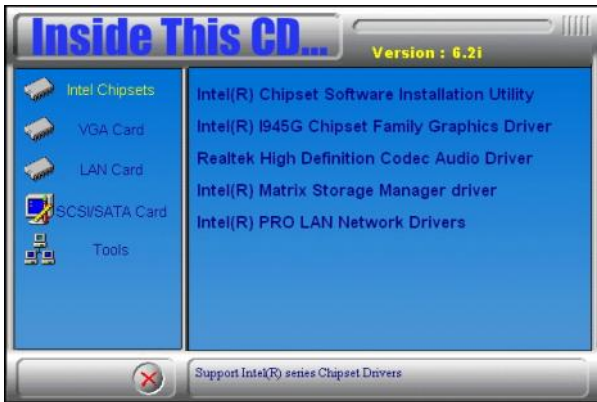 Inside This CD...
Version : 6.2i
Intel Chipsets
VGA Card
LAN Card
SCSI/SATA Card
Tools
Intel(R) Chipset Software Installation Utility
Intel(R) I945G Chipset Family Graphics Driver
Realtek High Definition Codec Audio Driver
Intel(R) Matrix Storage Manager driver
Intel(R) PRO LAN Network Drivers
Support Intel(R) series Chipset Drivers